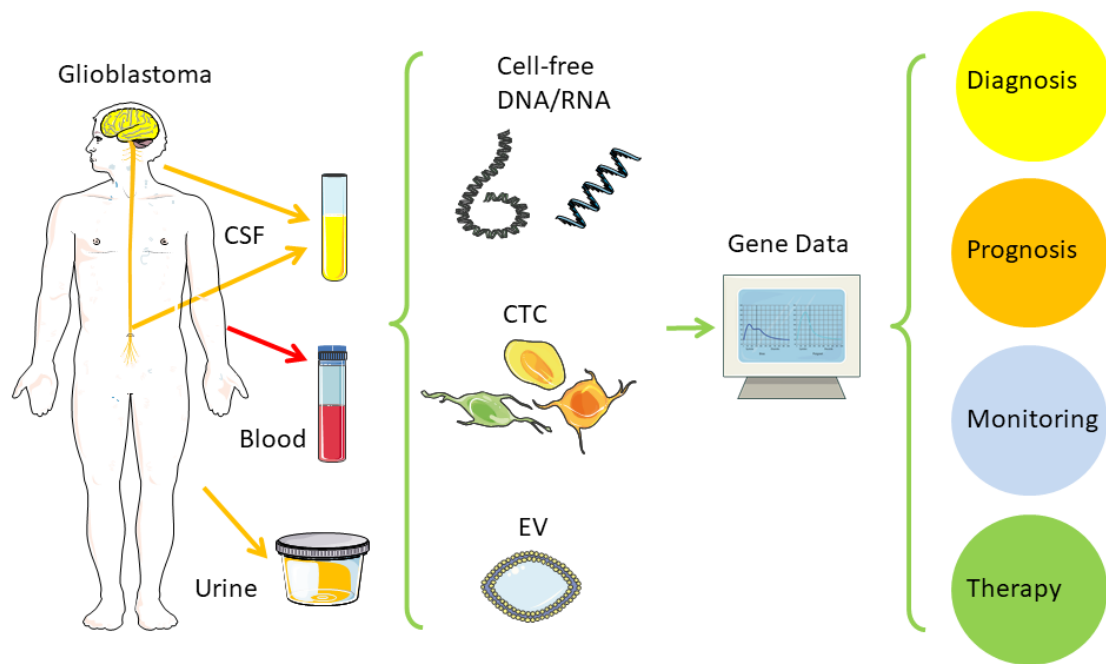 Glioblastoma
CSF
Blood
Urine
Cell-free
DNA/RNA
CTC
EV
Gene Data
Diagnosis
Prognosis
Monitoring
Therapy